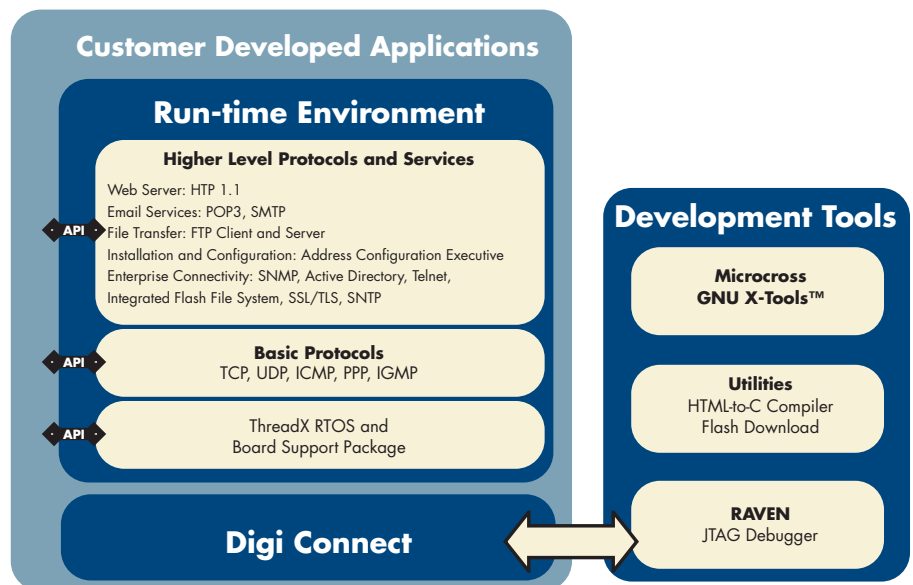 Customer Developed Applications
Run-time Environment
Higher Level Protocols and Services
Web Server: HTP 1.1
Email Services: POP3, SMTP
File Transfer: FTP Client and Server
Installation and Configuration: Address Configuration Executive
Enterprise Connectivity: SNMP, Active Directory, Telnet,
Integrated Flash File System, SSL/TLS, SNTP
API
Basic Protocols
TCP, UDP, ICMP, PPP, IGMP
API
ThreadX RTOS and
Board Support Package
API
Digi Connect
Development Tools
Microcross
GNU X-Tools™
Utilities
HTML-to-C Compiler
Flash Download
RAVEN
JTAG Debugger